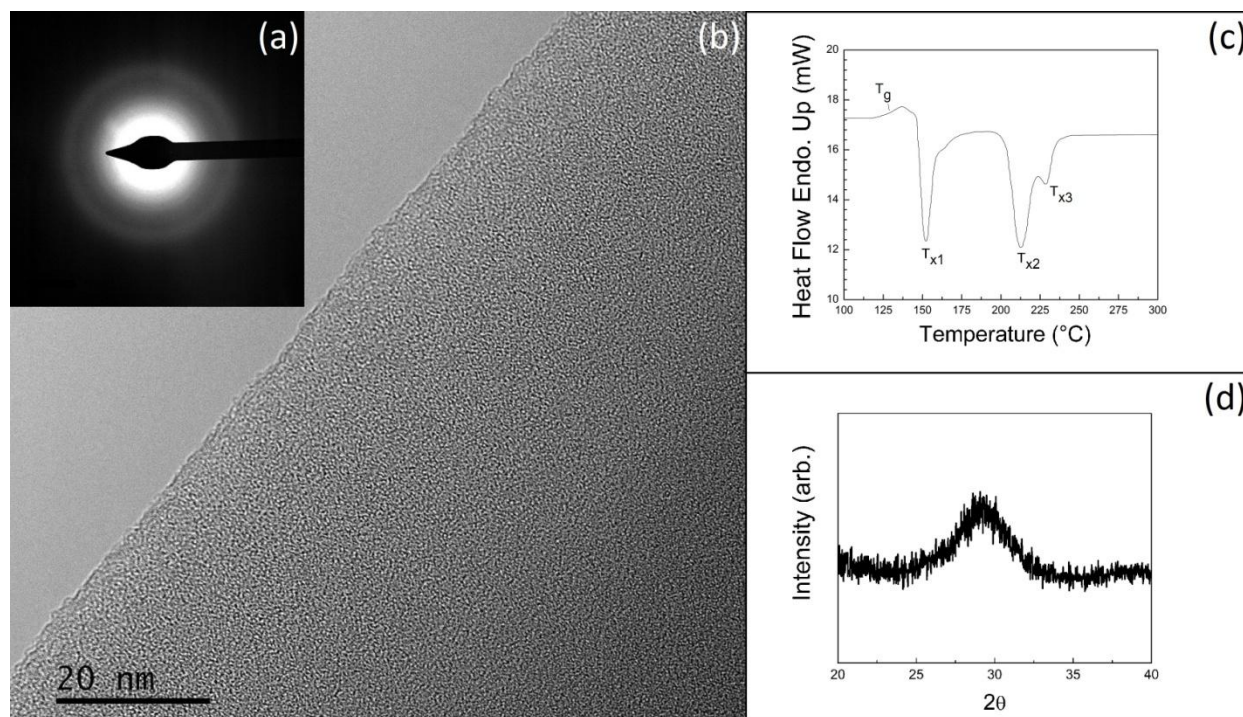 (a)
(b)
20 nm
(c)
Heat Flow Endo. Up (mW)
20
18
16
14
12
10
T_g
T_x1
T_x2
T_x3
100 125 150 175 200 225 250 275 300
Temperature (°C)
(d)
Intensity (arb.)
20 25 30 35 40
2θ